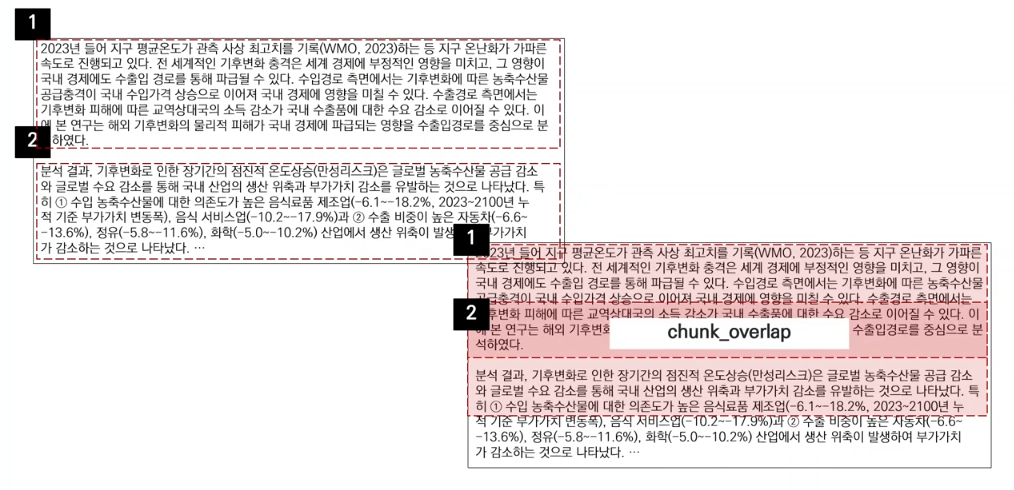 1
2023년 들어 지구 평균온도가 관측 사상 최고치를 기록(WMO, 2023)하는 등 지구 온난화가 가파른
속도로 진행되고 있다. 전 세계적인 기후변화 충격은 세계 경제에 부정적인 영향을 미치고, 그 영향이
국내 경제에도 수출입 경로를 통해 파급될 수 있다. 수입경로 측면에서는 기후변화에 따른 농축수산물
공급충격이 국내 수입가격 상승으로 이어져 국내 경제에 영향을 미칠 수 있다. 수출경로 측면에서는
기후변화 피해에 따른 교역상대국의 소득 감소가 국내 수출품에 대한 수요 감소로 이어질 수 있다. 이
에 본 연구는 해외 기후변화의 물리적 피해가 국내 경제에 파급되는 영향을 수출입경로를 중심으로 분
하였다.
2
분석 결과, 기후변화로 인한 장기간의 점진적 온도상승(만성리스크)은 글로벌 농축수산물 공급 감소
와 글로벌 수요 감소를 통해 국내 산업의 생산 위축과 부가가치 감소를 유발하는 것으로 나타났다. 특
히 ① 수입 농축수산물에 대한 의존도가 높은 음식료품 제조업(-6.1~-18.2%, 2023~2100년 누
적 기준 부가가치 변동폭), 음식 서비스업(-10.2~-17.9%)과 ② 수출 비중이 높은 자동차(-6.6~
-13.6%), 정유(-5.8~-11.6%), 화학(-5.0~-10.2%) 산업에서 생산 위축이 발생 부가가치
가 감소하는 것으로 나타났다. …
1
2023년 들어 지구 평균온도가 관측 사상 최고치를 기록(WMO, 2023)하는 등 지구 온난화가 가파른
속도로 진행되고 있다. 전 세계적인 기후변화 충격은 세계 경제에 부정적인 영향을 미치고, 그 영향이
국내 경제에도 수출입 경로를 통해 파급될 수 있다. 수입경로 측면에서는 기후변화에 따른 농축수산물
공급충격이 국내 수입가격 상승으로 이어져 국내 경제에 영향을 미칠 수 있다. 수출경로 측면에서는
2
기후변화 피해에 따른 교역상대국의 소득 감소가 국내 수출품에 대한 수요 감소로 이어질 수 있다. 이
에 본 연구는 해외 기후변화 chunk_overlap 수출입경로를 중심으로 분
석하였다.
분석 결과, 기후변화로 인한 장기간의 점진적 온도상승(만성리스크)은 글로벌 농축수산물 공급 감소
와 글로벌 수요 감소를 통해 국내 산업의 생산 위축과 부가가치 감소를 유발하는 것으로 나타났다. 특
히 ① 수입 농축수산물에 대한 의존도가 높은 음식료품 제조업(-6.1~-18.2%, 2023~2100년 누
적 기준 부가가치 변동폭), 음식 서비스업(-10.2~-17.9%)과 ② 수출 비중이 높은 자동차(-6.6~
-13.6%), 정유(-5.8~-11.6%), 화학(-5.0~-10.2%) 산업에서 생산 위축이 발생하여 부가가치
가 감소하는 것으로 나타났다. …